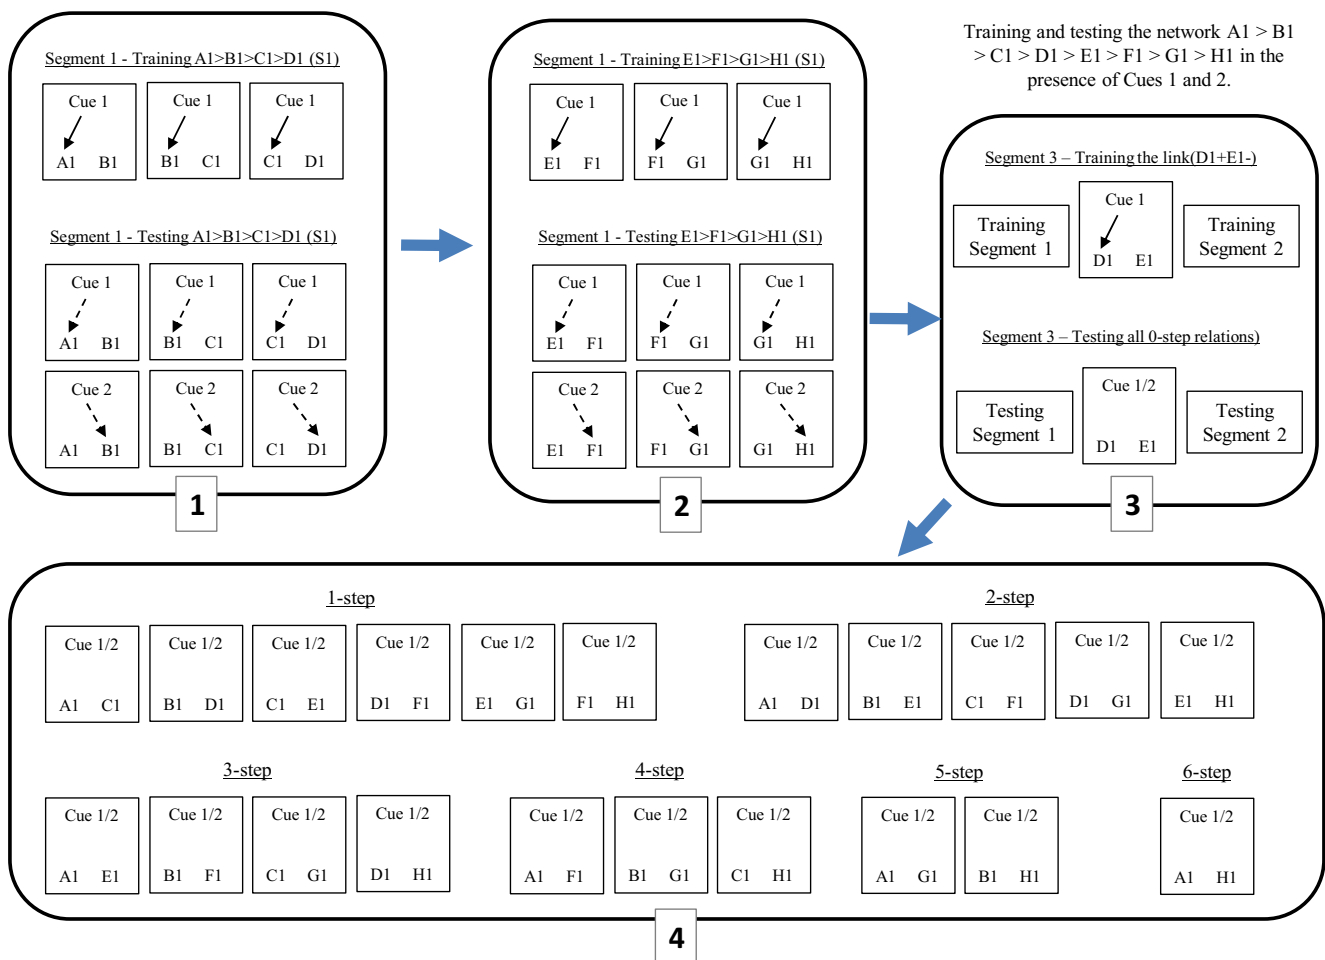 Segment 1 - Training A1>B1>C1>D1 (S1)
Cue 1 Cue 1 Cue 1
A1 B1 B1 C1 C1 D1
Segment 1 - Testing A1>B1>C1>D1 (S1)
Cue 1 Cue 1 Cue 1
A1 B1 B1 C1 C1 D1
Cue 2 Cue 2 Cue 2
A1 B1 B1 C1 C1 D1
1
Segment 1 - Training E1>F1>G1>H1 (S1)
Cue 1 Cue 1 Cue 1
E1 F1 F1 G1 G1 H1
Segment 1 - Testing E1>F1>G1>H1 (S1)
Cue 1 Cue 1 Cue 1
E1 F1 F1 G1 G1 H1
Cue 2 Cue 2 Cue 2
E1 F1 F1 G1 G1 H1
2
Training and testing the network A1 > B1
> C1 > D1 > E1 > F1 > G1 > H1 in the
presence of Cues 1 and 2.
Segment 3 – Training the link(D1+E1-)
Training
Segment 1
Cue 1
D1 E1
Training
Segment 2
Segment 3 – Testing all 0-step relations)
Testing
Segment 1
Cue 1/2
D1 E1
Testing
Segment 2
3
1-step
Cue 1/2 Cue 1/2 Cue 1/2 Cue 1/2 Cue 1/2 Cue 1/2
A1 C1 B1 D1 C1 E1 D1 F1 E1 G1 F1 H1
2-step
Cue 1/2 Cue 1/2 Cue 1/2 Cue 1/2 Cue 1/2
A1 D1 B1 E1 C1 F1 D1 G1 E1 H1
3-step
Cue 1/2 Cue 1/2 Cue 1/2 Cue 1/2
A1 E1 B1 F1 C1 G1 D1 H1
4-step
Cue 1/2 Cue 1/2 Cue 1/2
A1 F1 B1 G1 C1 H1
5-step
Cue 1/2 Cue 1/2
A1 G1 B1 H1
6-step
Cue 1/2
A1 H1
4